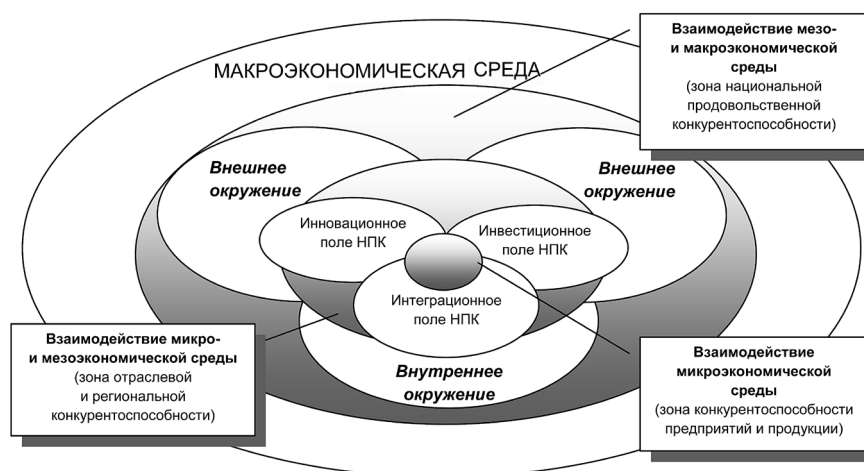 Взаимодействие мезо-
и макроэкономической
среды
(зона национальной
продовольственной
конкурентоспособности)
МАКРОЭКОНОМИЧЕСКАЯ СРЕДА
Внешнее
окружение
Внешнее
окружение
Инновационное
поле НПК
Инвестиционное
поле НПК
Интеграционное
поле НПК
Взаимодействие микро-
и мезоэкономической среды
(зона отраслевой
и региональной
конкурентоспособности)
Внутреннее
окружение
Взаимодействие
микроэкономической
среды
(зона конкурентоспособности
предприятий и продукции)